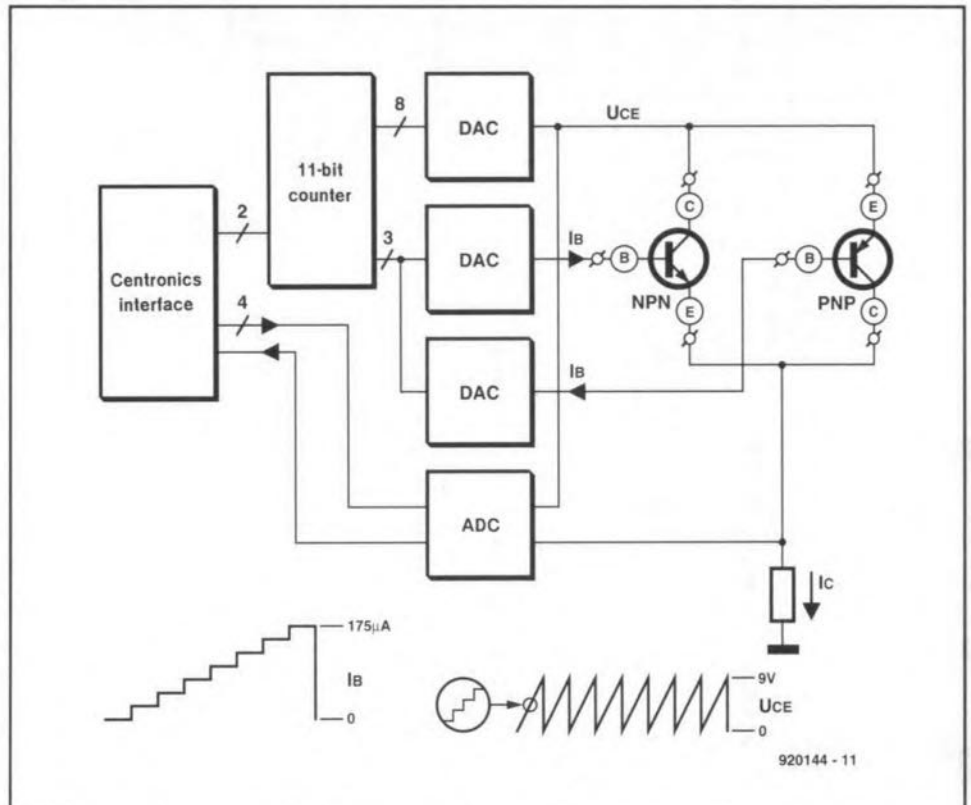 8
DAC
UCE
11-bit
counter
C
E
2
3
DAC
IB
B
NPN
B
PNP
E
C
Centronics
interface
4
DAC
IB
ADC
IC
175µA
IB
0
9V
UCE
0
920144 - 11